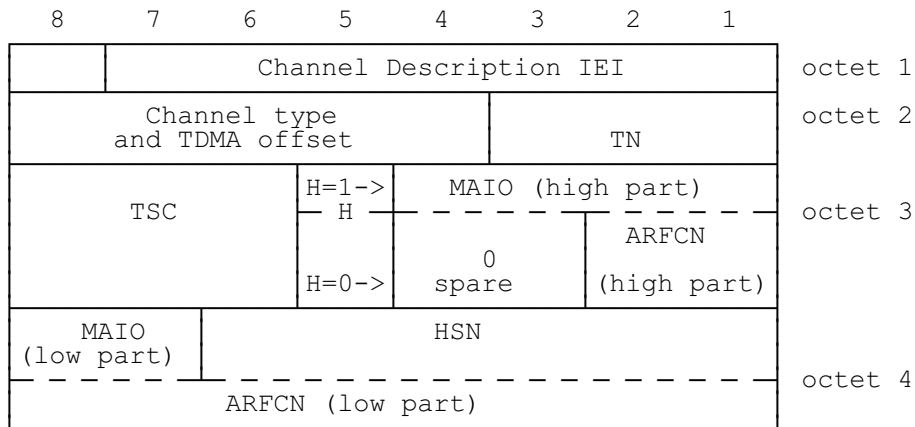 8 7 6 5 4 3 2 1
Channel Description IEI octet 1
Channel type octet 2
and TDMA offset TN
H=1-> MAIO (high part)
TSC H octet 3
ARFCN
0
H=0-> spare (high part)
MAIO HSN
(low part)
octet 4
ARFCN (low part)